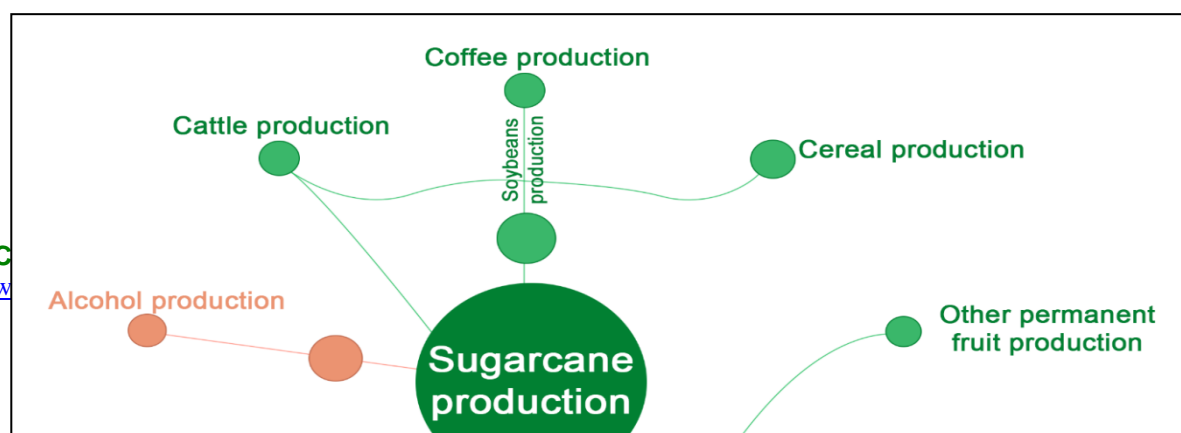 Coffee production
Cattle production
Soybeans
production
Cereal production
Alcohol production
Other permanent
fruit production
Sugarcane
production